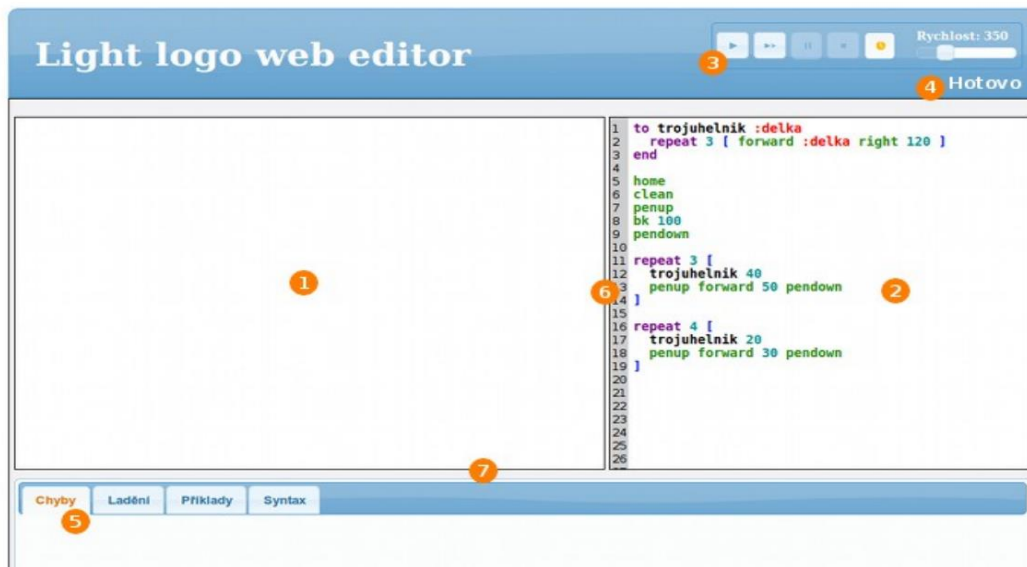 Light logo web editor
Rychlost: 350
3
4 Hotovo
1 to trojuhelnik :delka
2 repeat 3 [ forward :delka right 120 ]
3 end
4
5 home
6 clean
7 penup
8 bk 100
9 pendown
10
11 repeat 3 [
12 trojuhelnik 40
3 penup forward 50 pendown
14 ]
15
16 repeat 4 [
17 trojuhelnik 20
18 penup forward 30 pendown
19 ]
20
21
22
23
24
25
26
1
6
2
7
Chyby Ladění Příklady Syntax
5